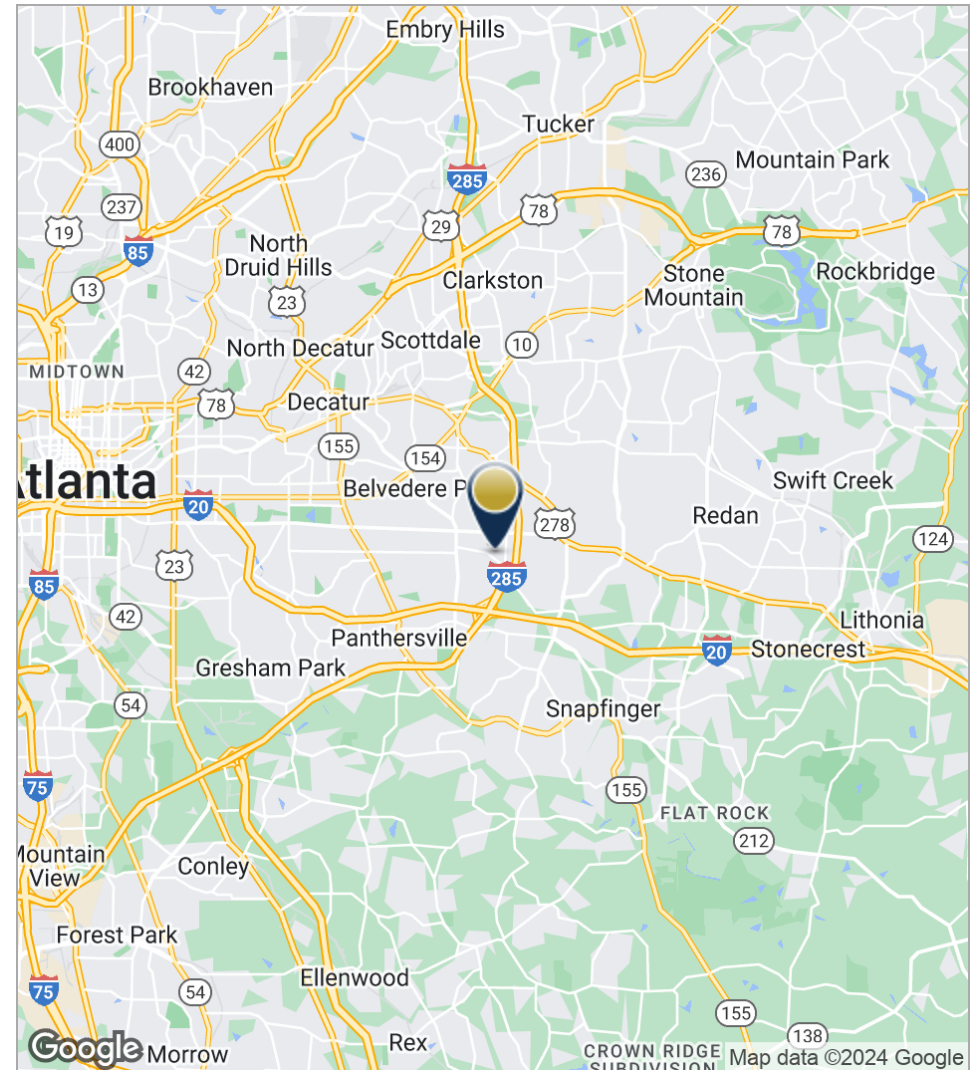 Embry Hills
Brookhaven
Tucker
400
Mountain Park
236
285
237
78
19
29
78
85
North
Druid Hills
Rockbridge
Clarkston
Stone
Mountain
13
23
Scottdale
10
North Decatur
MIDTOWN
42
78
Decatur
155
154
tlanta
Belvedere P
Swift Creek
20
Redan
278
124
23
285
85
42
Lithonia
Panthersville
20
Stonecrest
Gresham Park
54
Snapfinger
75
155
FLAT ROCK
212
Mountain
View
Conley
Forest Park
Ellenwood
75
54
155
138
Rex
Google
Morrow
CROWN RIDGE
SUBDIVISION
Map data ©2024 Google